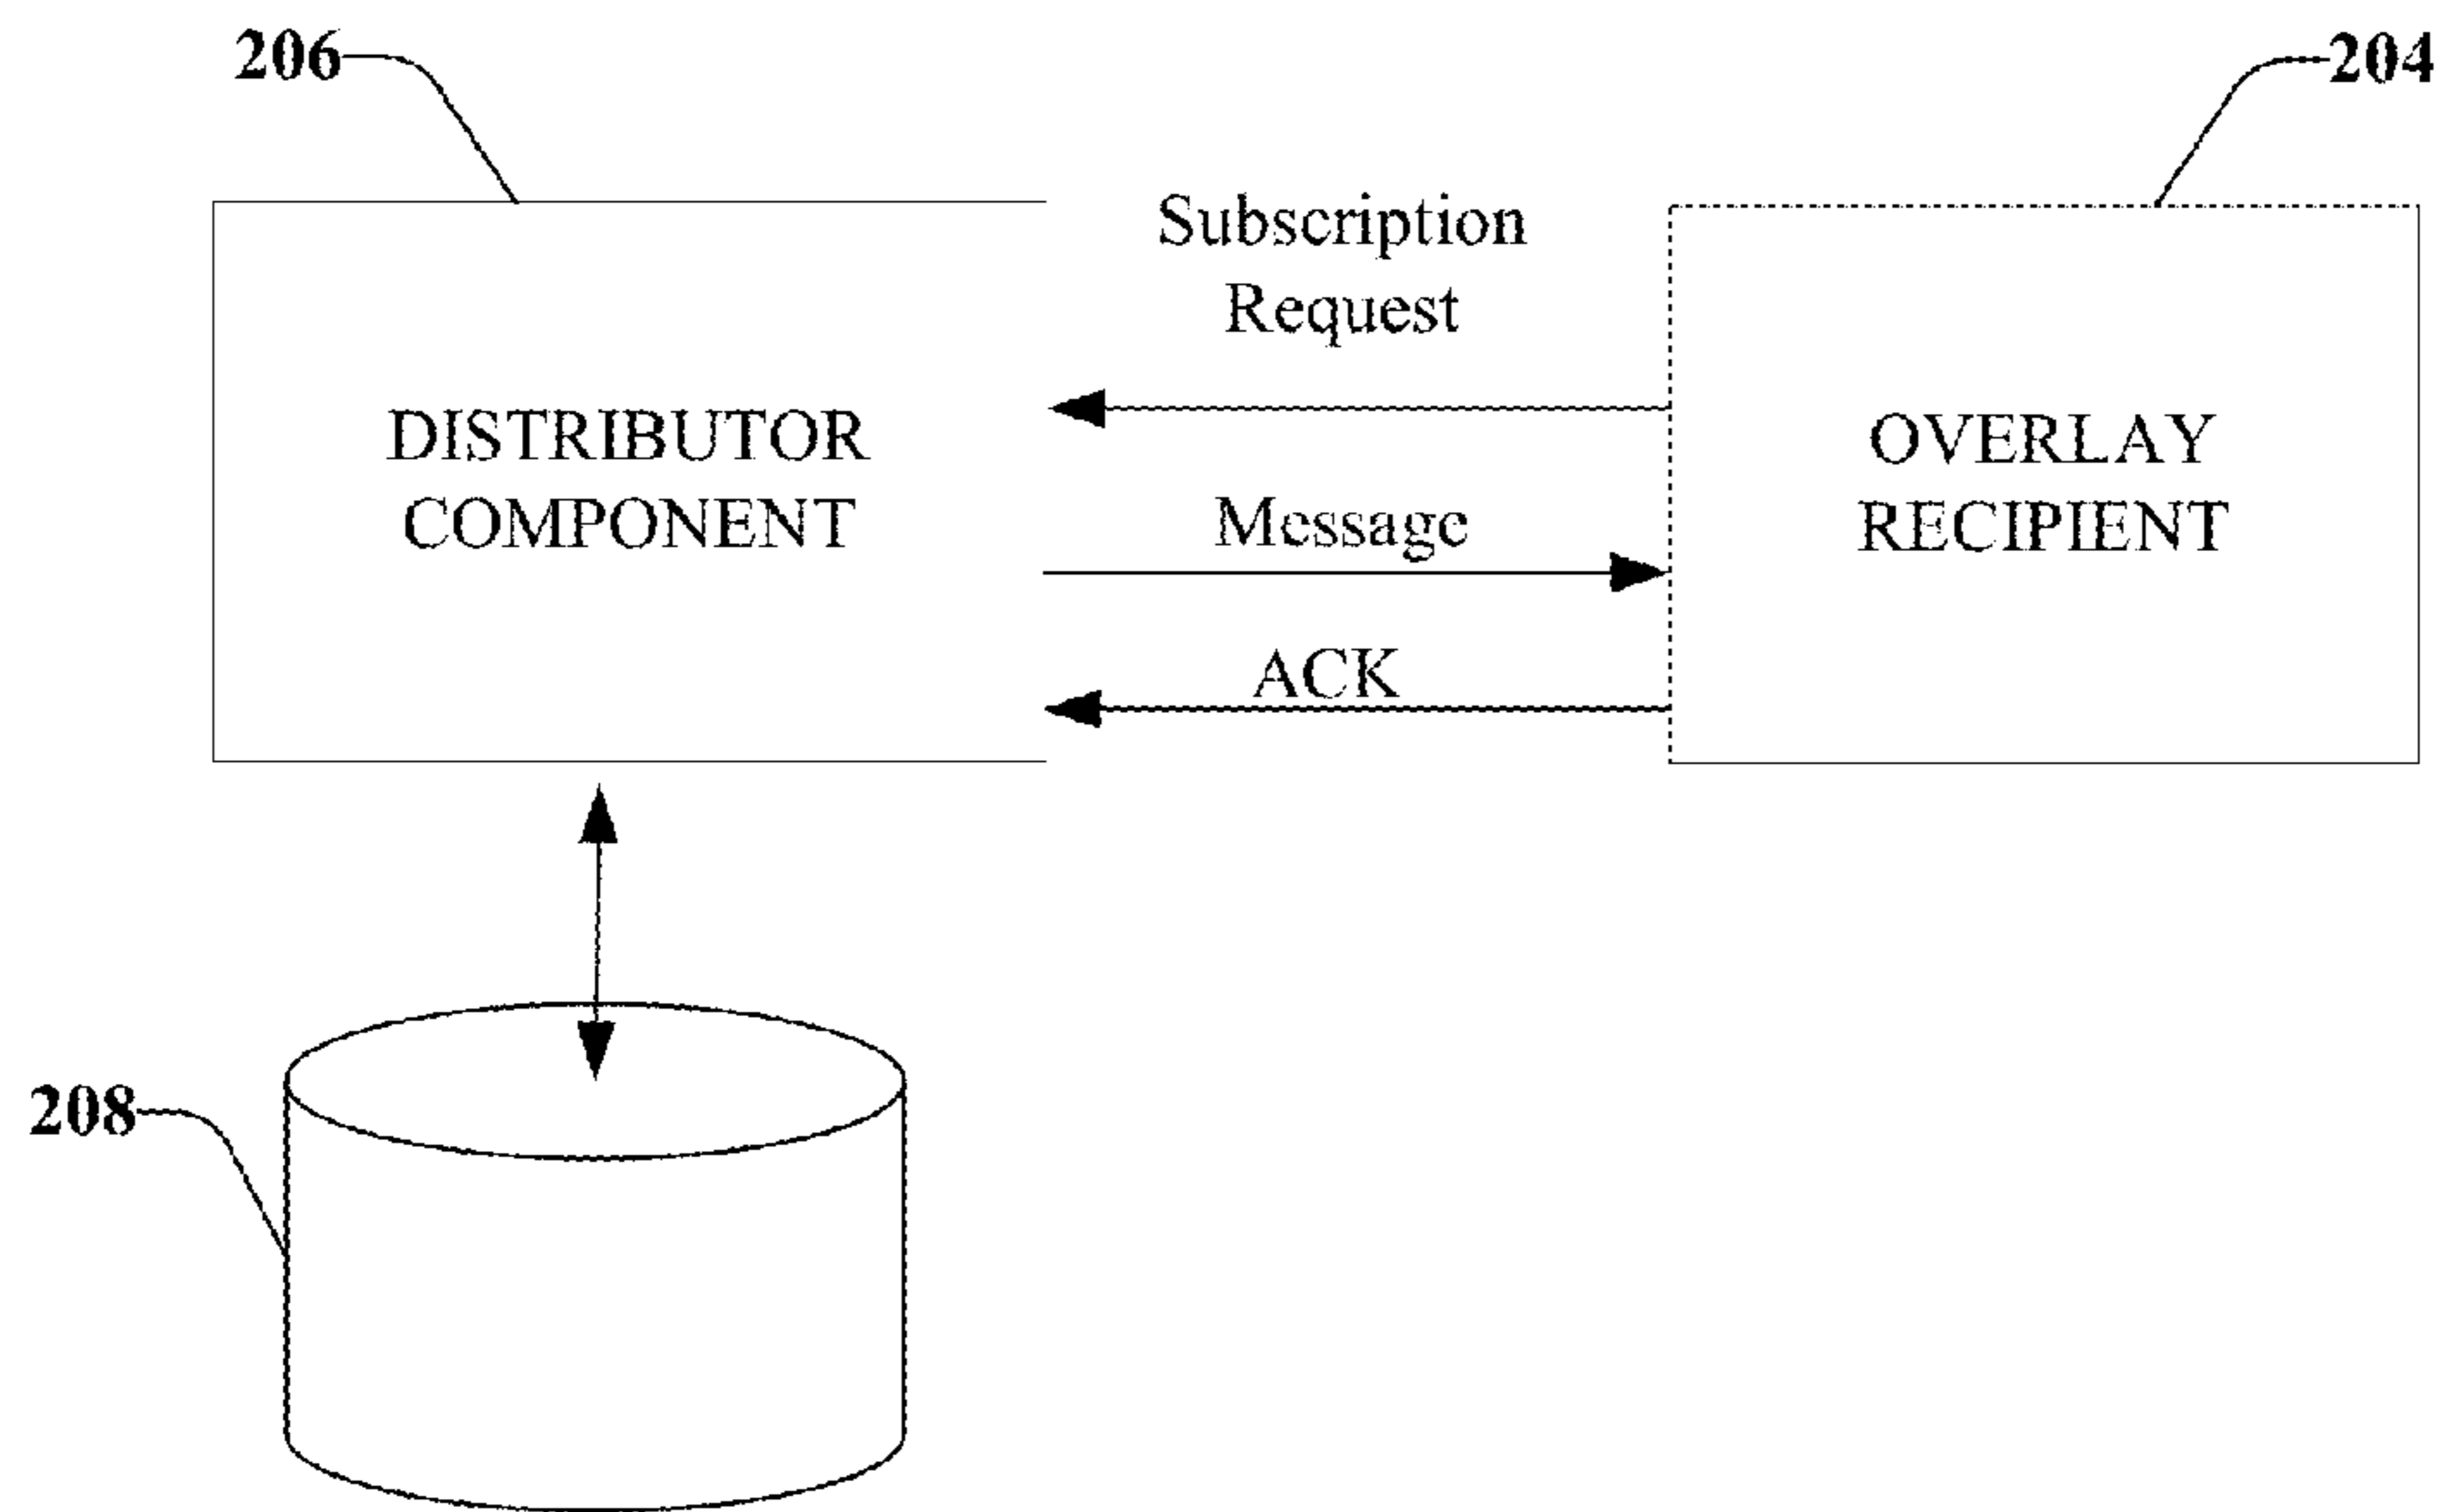 206
204
Subscription
Request
DISTRIBUTOR
COMPONENT
OVERLAY
RECIPIENT
Message
ACK
208